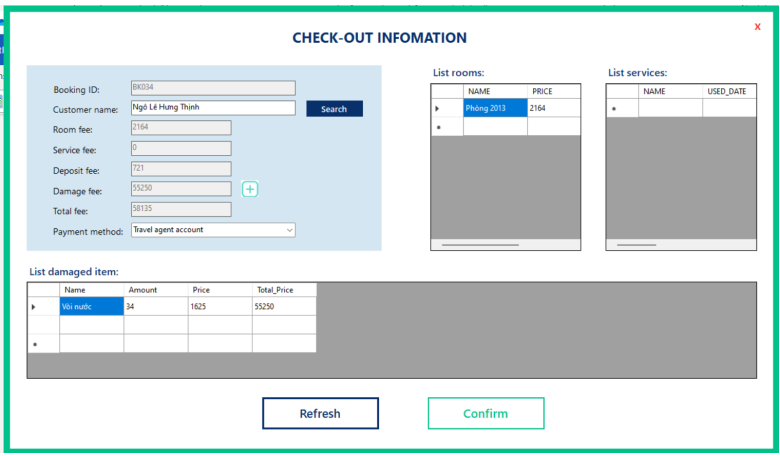 CHECK-OUT INFOMATION
x
Booking ID: BK034
Customer name: Ngô Lê Hưng Thịnh Search
Room fee: 2164
Service fee: 0
Deposit fee: 721
Damage fee: 55250
Total fee: 58135
Payment method: Travel agent account
List rooms:
NAME PRICE
Phòng 2013 2164
List services:
NAME USED_DATE
List damaged item:
Name Amount Price Total_Price
Vòi nước 34 1625 55250
Refresh Confirm